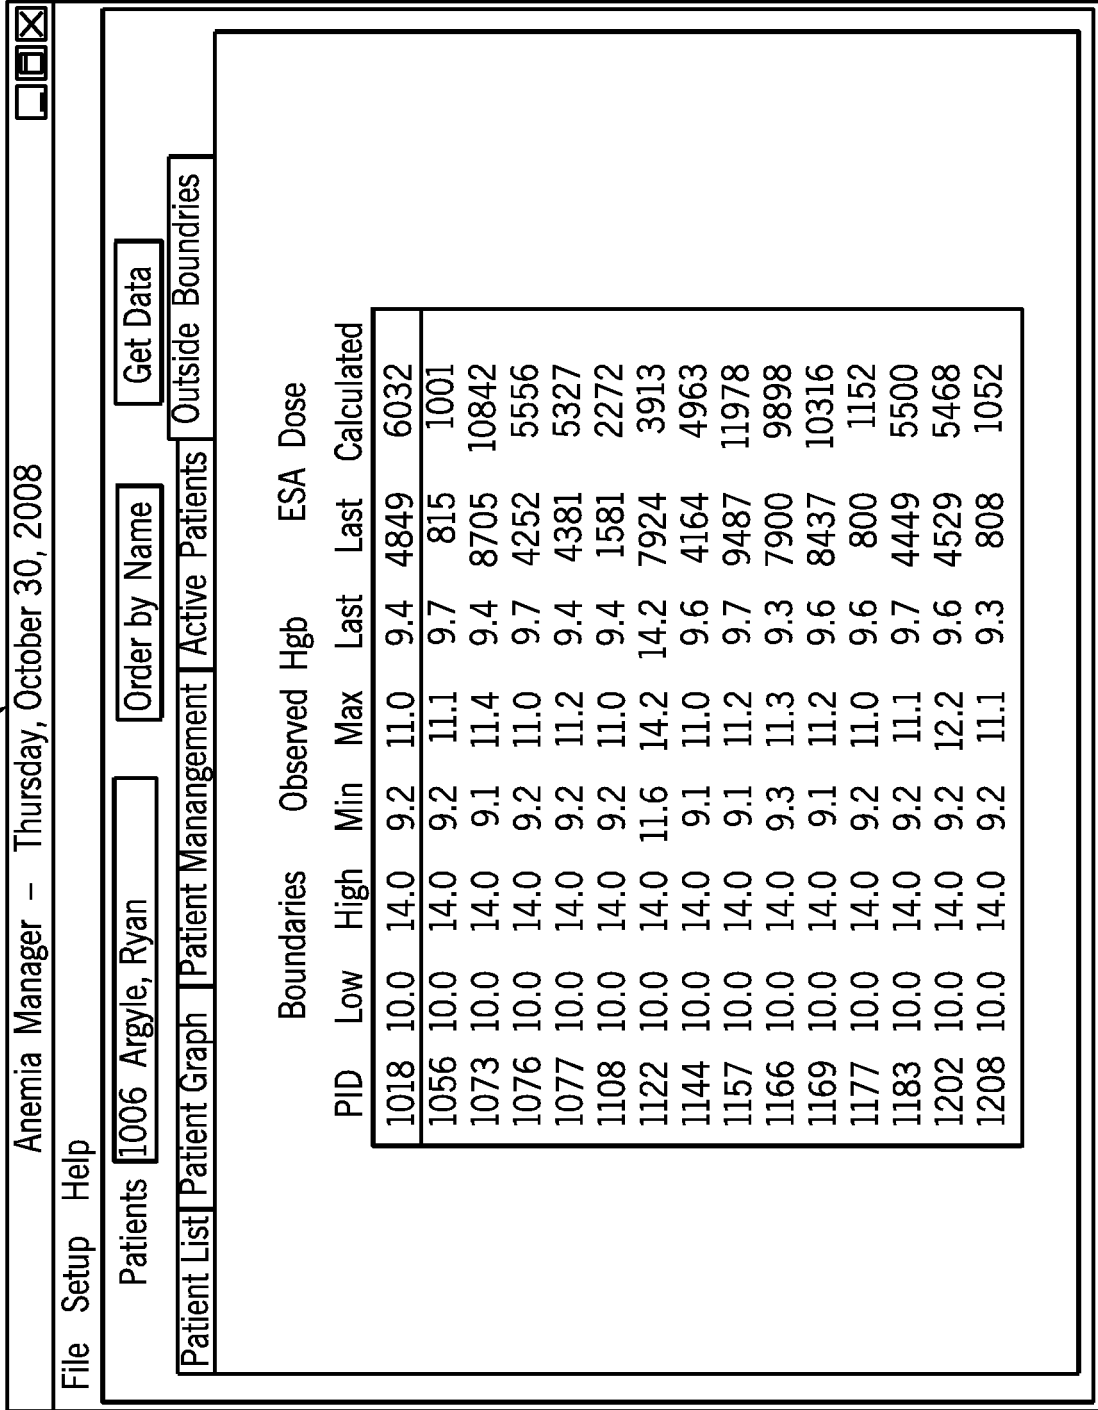 Anemia Manager – Thursday, October 30, 2008
File Setup Help
Patients 1006 Argyle, Ryan Order by Name Get Data
Patient List Patient Graph Patient Manangement Active Patients Outside Boundries
Boundaries Observed Hgb ESA Dose
PID Low High Min Max Last Last Calculated
1018 10.0 14.0 9.2 11.0 9.4 4849 6032
1056 10.0 14.0 9.2 11.1 9.7 815 1001
1073 10.0 14.0 9.1 11.4 9.4 8705 10842
1076 10.0 14.0 9.2 11.0 9.7 4252 5556
1077 10.0 14.0 9.2 11.2 9.4 4381 5327
1108 10.0 14.0 9.2 11.0 9.4 1581 2272
1122 10.0 14.0 11.6 14.2 14.2 7924 3913
1144 10.0 14.0 9.1 11.0 9.6 4164 4963
1157 10.0 14.0 9.1 11.2 9.7 9487 11978
1166 10.0 14.0 9.3 11.3 9.3 7900 9898
1169 10.0 14.0 9.1 11.2 9.6 8437 10316
1177 10.0 14.0 9.2 11.0 9.6 800 1152
1183 10.0 14.0 9.2 11.1 9.7 4449 5500
1202 10.0 14.0 9.2 12.2 9.6 4529 5468
1208 10.0 14.0 9.2 11.1 9.3 808 1052